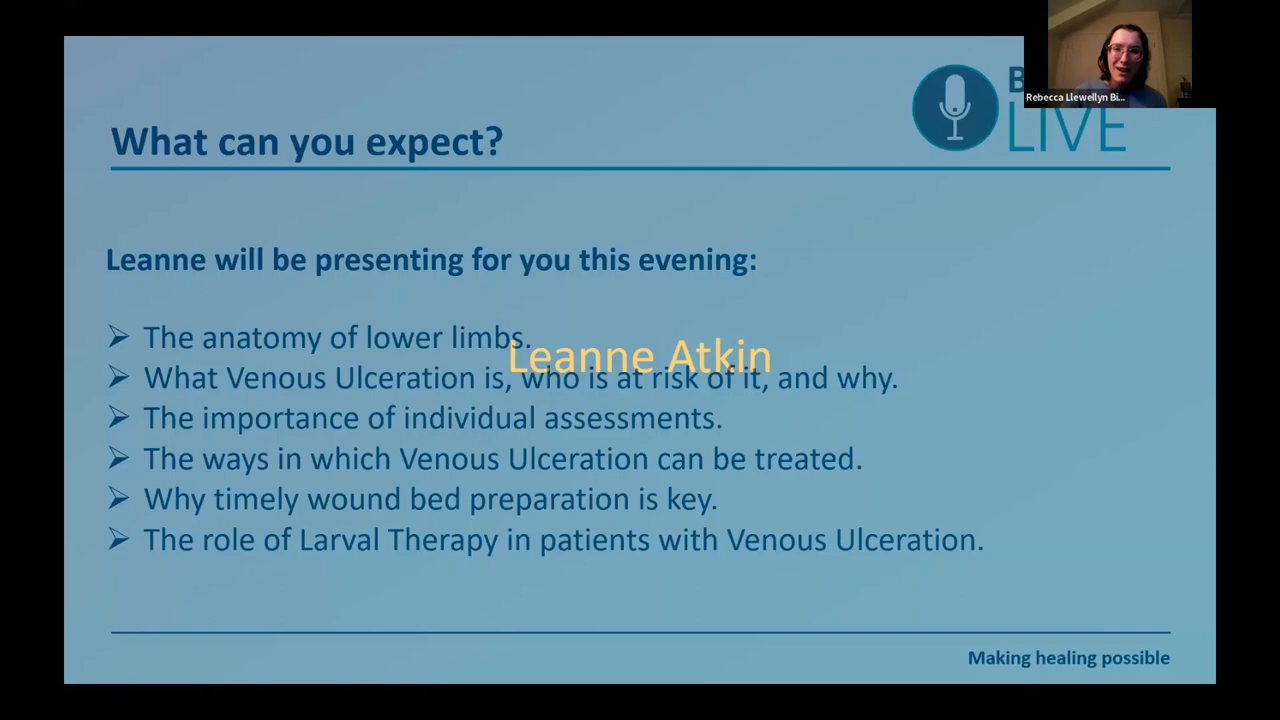 Rebecca Llewellyn Bi...
LIVE
What can you expect?
Leanne will be presenting for you this evening:
The anatomy of lower limbs.
Leanne Atkin
What Venous Ulceration is, who is at risk of it, and why.
The importance of individual assessments.
The ways in which Venous Ulceration can be treated.
Why timely wound bed preparation is key.
The role of Larval Therapy in patients with Venous Ulceration.
Making healing possible